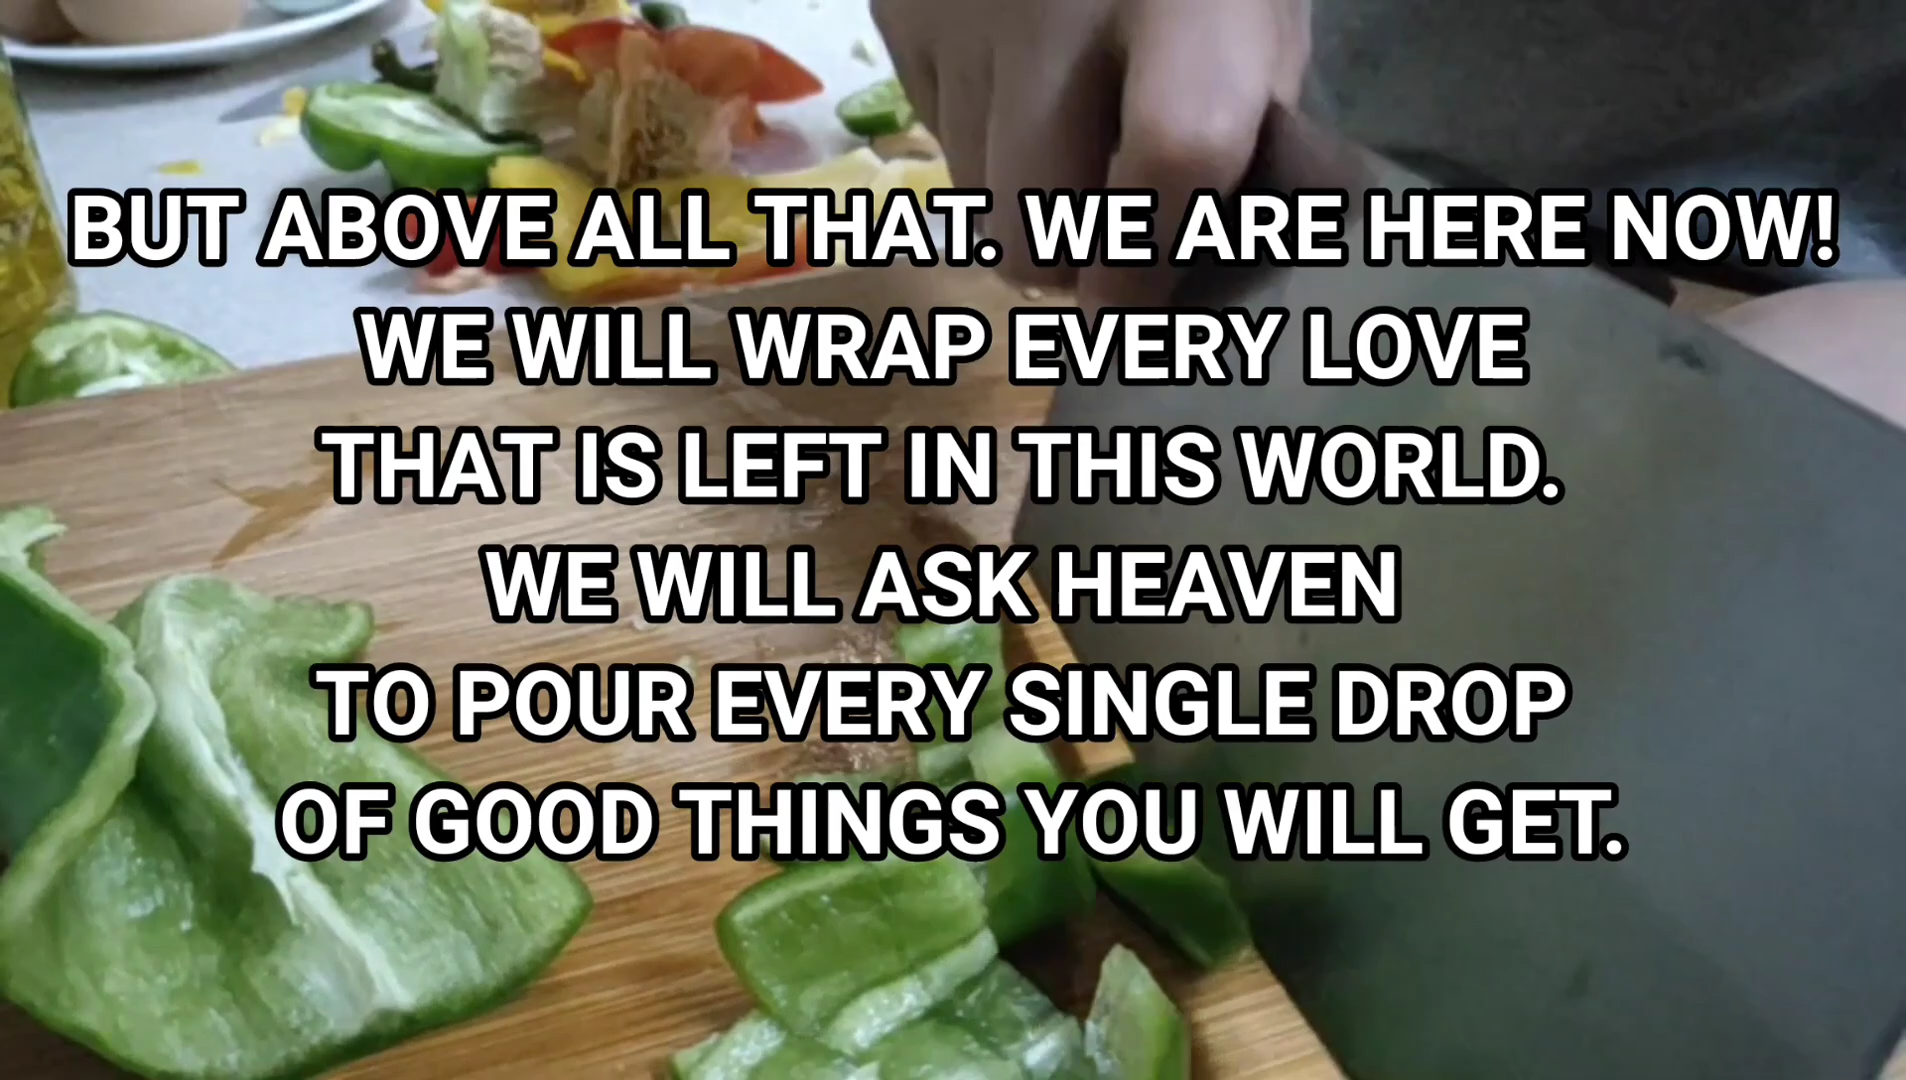 BUT ABOVE ALL THAT. WE ARE HERE NOW!
WE WILL WRAP EVERY LOVE
THAT IS LEFT IN THIS WORLD.
WE WILL ASK HEAVEN
TO POUR EVERY SINGLE DROP
OF GOOD THINGS YOU WILL GET.